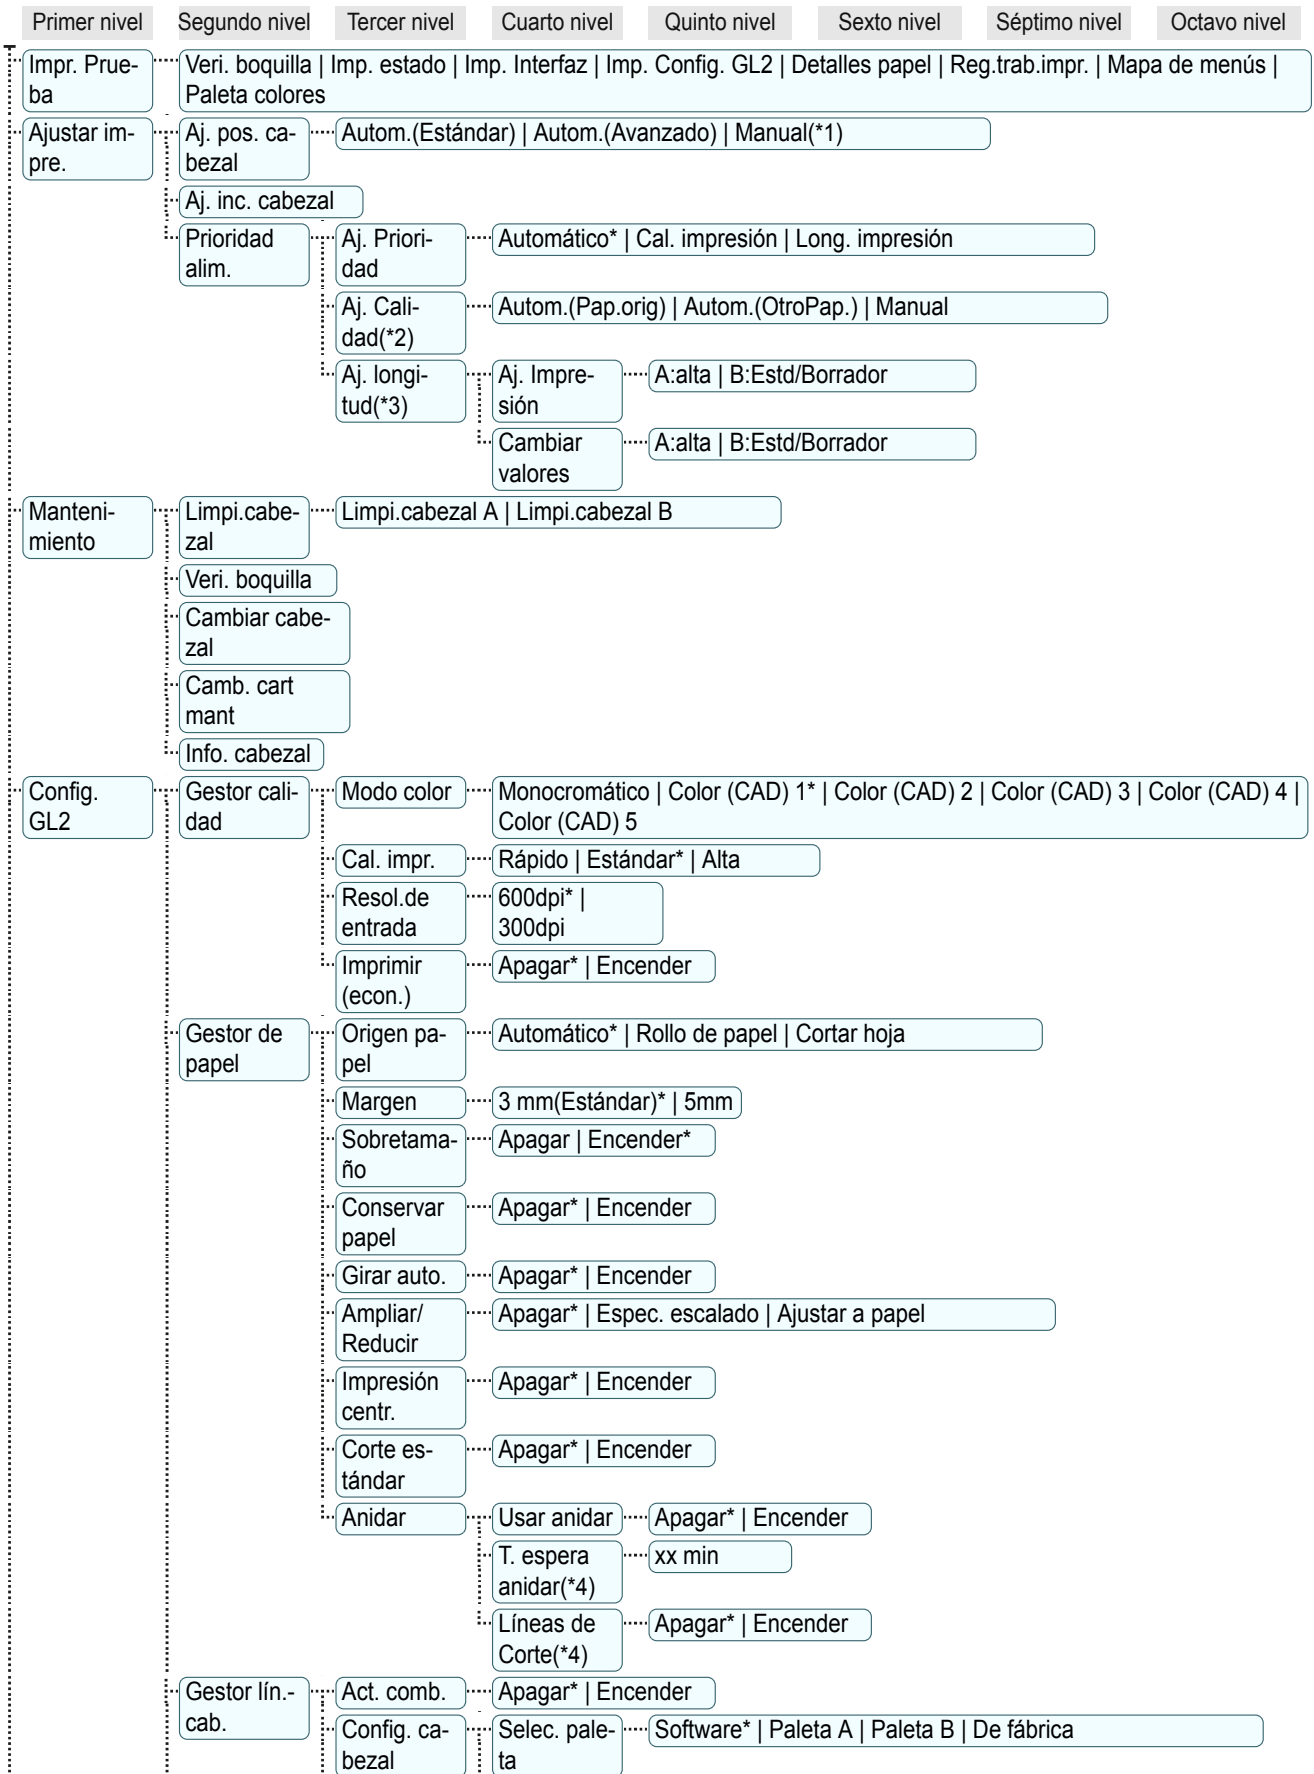 Primer nivel Segundo nivel Tercer nivel Cuarto nivel Quinto nivel Sexto nivel Séptimo nivel Octavo nivel
Impr. Prue-
ba
Veri. boquilla | Imp. estado | Imp. Interfaz | Imp. Config. GL2 | Detalles papel | Reg.trab.impr. | Mapa de menús |
Paleta colores
Ajustar im-
pre.
Aj. pos. ca-
bezal
Autom.(Estándar) | Autom.(Avanzado) | Manual(*1)
Aj. inc. cabezal
Prioridad
alim.
Aj. Priori-
dad
Automático* | Cal. impresión | Long. impresión
Aj. Cali-
dad(*2)
Autom.(Pap.orig) | Autom.(OtroPap.) | Manual
Aj. longi-
tud(*3)
Aj. Impre-
sión
A:alta | B:Estd/Borrador
Cambiar
valores
A:alta | B:Estd/Borrador
Manteni-
miento
Limpi.cabe-
zal
Limpi.cabezal A | Limpi.cabezal B
Veri. boquilla
Cambiar cabe-
zal
Camb. cart
mant
Info. cabezal
Config.
GL2
Gestor cali-
dad
Modo color
Monocromático | Color (CAD) 1* | Color (CAD) 2 | Color (CAD) 3 | Color (CAD) 4 |
Color (CAD) 5
Cal. impr.
Rápido | Estándar* | Alta
Resol.de
entrada
600dpi* |
300dpi
Imprimir
(econ.)
Apagar* | Encender
Gestor de
papel
Origen pa-
pel
Automático* | Rollo de papel | Cortar hoja
Margen
3 mm(Estándar)* | 5mm
Sobretama-
ño
Apagar | Encender*
Conservar
papel
Apagar* | Encender
Girar auto.
Apagar* | Encender
Ampliar/
Reducir
Apagar* | Espec. escalado | Ajustar a papel
Impresión
centr.
Apagar* | Encender
Corte es-
tándar
Apagar* | Encender
Anidar
Usar anidar
Apagar* | Encender
T. espera
anidar(*4)
xx min
Líneas de
Corte(*4)
Apagar* | Encender
Gestor lín.-
cab.
Act. comb.
Apagar* | Encender
Config. ca-
bezal
Selec. pale-
ta
Software* | Paleta A | Paleta B | De fábrica